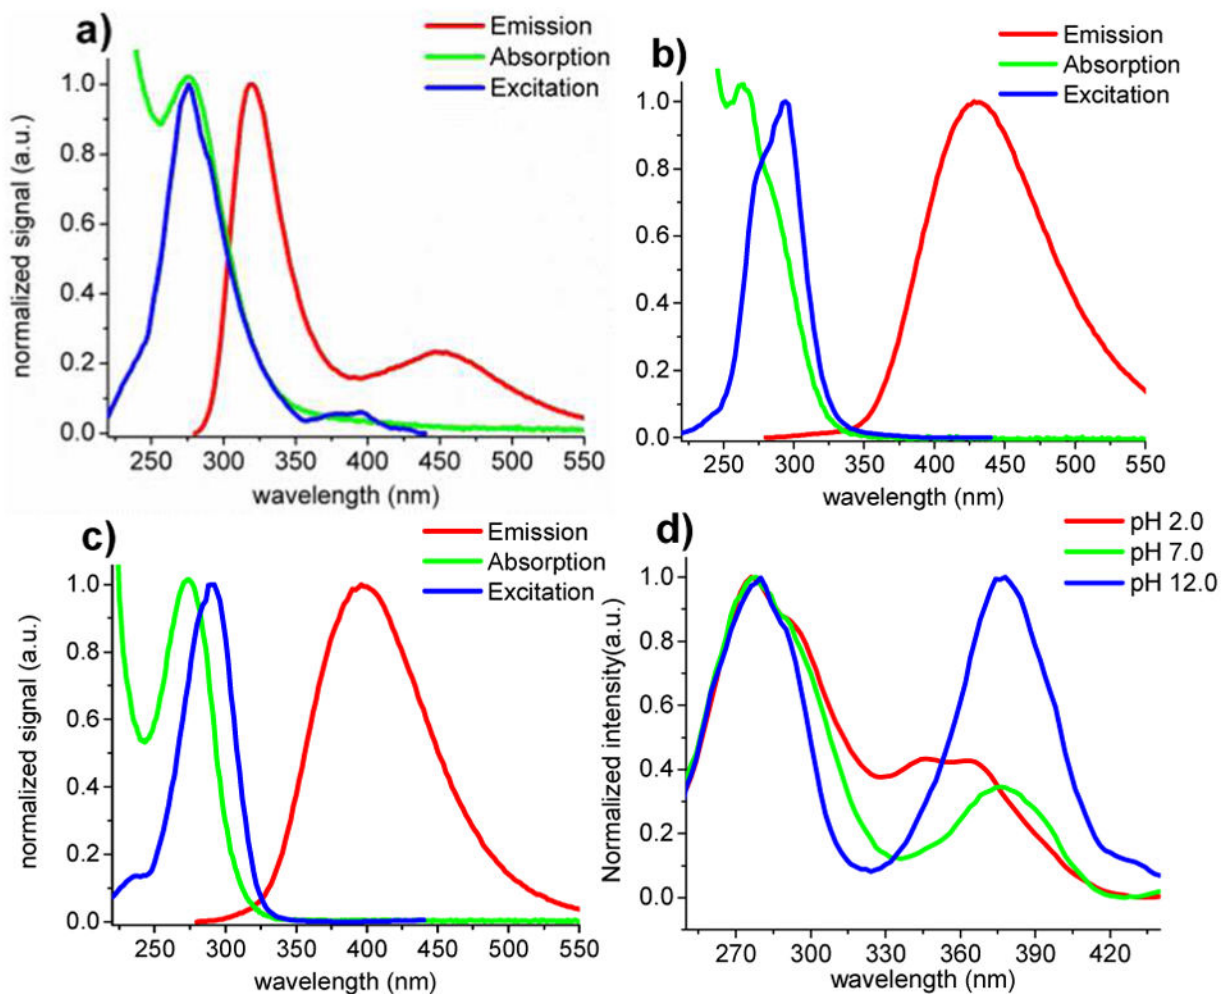 a)
Emission
Absorption
Excitation
normalized signal (a.u.)
1.0
0.8
0.6
0.4
0.2
0.0
250 300 350 400 450 500 550
wavelength (nm)
b)
Emission
Absorption
Excitation
normalized signal (a.u.)
1.0
0.8
0.6
0.4
0.2
0.0
250 300 350 400 450 500 550
wavelength (nm)
c)
Emission
Absorption
Excitation
normalized signal (a.u.)
1.0
0.8
0.6
0.4
0.2
0.0
250 300 350 400 450 500 550
wavelength (nm)
d)
pH 2.0
pH 7.0
pH 12.0
Normalized intensity(a.u.)
1.0
0.8
0.6
0.4
0.2
0.0
270 300 330 360 390 420
wavelength (nm)